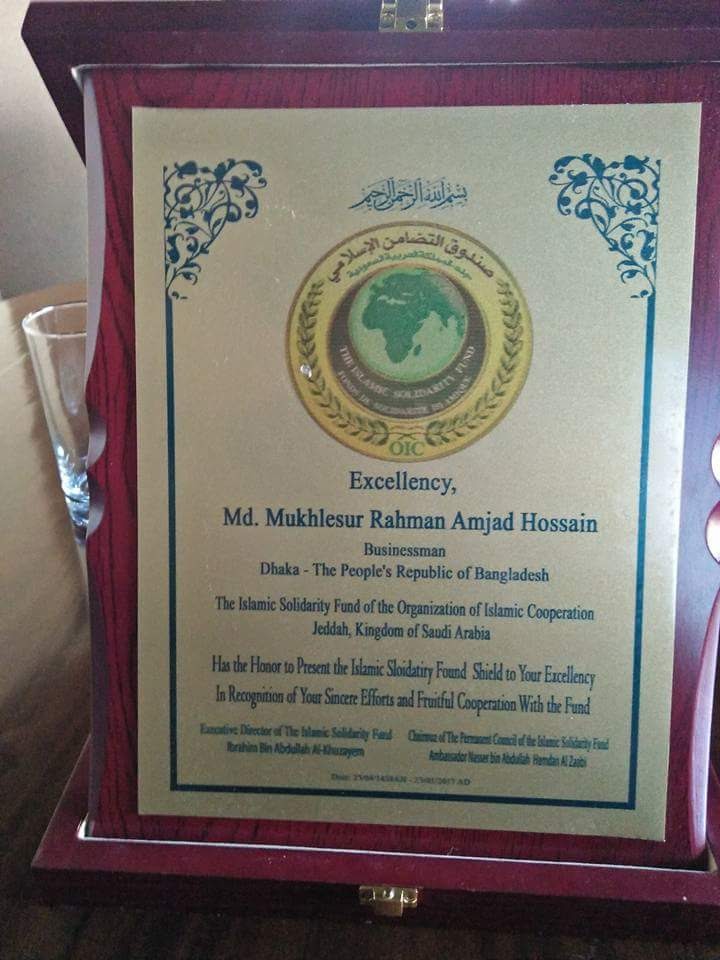 بسم الله الرحمن الرحيم
صندوق التضامن الإسلامي
THE ISLAMIC SOLIDARITY FUND
FONDS DE SOLIDARITE ISLAMIQUE
OIC
Excellency,
Md. Mukhlesur Rahman Amjad Hossain
Businessman
Dhaka - The People's Republic of Bangladesh
The Islamic Solidarity Fund of the Organization of Islamic Cooperation
Jeddah, Kingdom of Saudi Arabia
Has the Honor to Present the Islamic Sloidatiry Found Shield to Your Excellency
In Recognition of Your Sincere Efforts and Fruitful Cooperation With the Fund
Executive Director of The Islamic Solidarity Fund
Ibrahim Bin Abdullah Al-Khuzayem
Chairman of The Permanent Council of the Islamic Solidarity Fund
Ambassador Nasser bin Abdullah Hamdan Al Zaabi
Date: